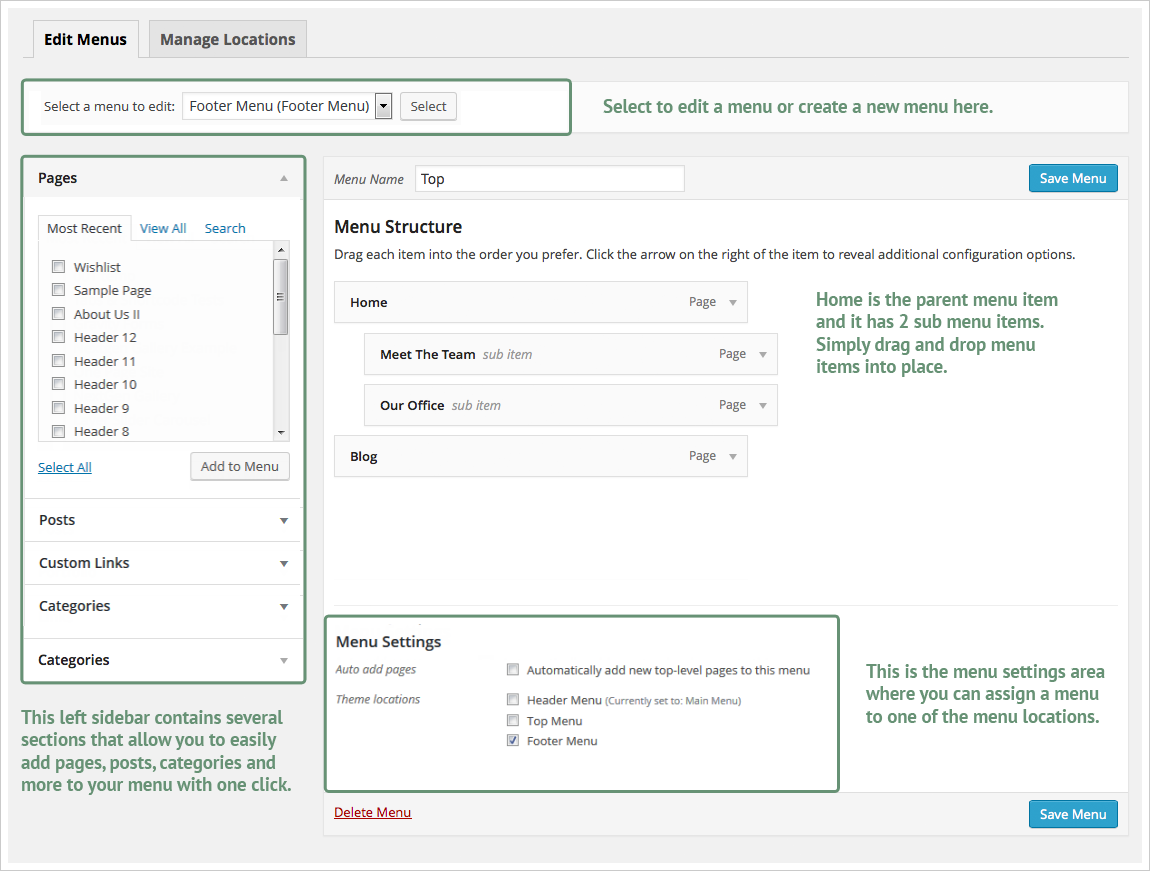 Edit Menus
Manage Locations
Select a menu to edit: Footer Menu (Footer Menu) Select
Select to edit a menu or create a new menu here.
Pages
Most Recent View All Search
Wishlist
Sample Page
About Us II
Header 12
Header 11
Header 10
Header 9
Header 8
Select All
Add to Menu
Posts
Custom Links
Categories
Categories
This left sidebar contains several
sections that allow you to easily
add pages, posts, categories and
more to your menu with one click.
Menu Name Top
Save Menu
Menu Structure
Drag each item into the order you prefer. Click the arrow on the right of the item to reveal additional configuration options.
Home Page
Meet The Team sub item Page
Our Office sub item Page
Blog Page
Home is the parent menu item
and it has 2 sub menu items.
Simply drag and drop menu
items into place.
Menu Settings
Auto add pages
Automatically add new top-level pages to this menu
Theme locations
Header Menu (Currently set to: Main Menu)
Top Menu
Footer Menu
This is the menu settings area
where you can assign a menu
to one of the menu locations.
Delete Menu
Save Menu